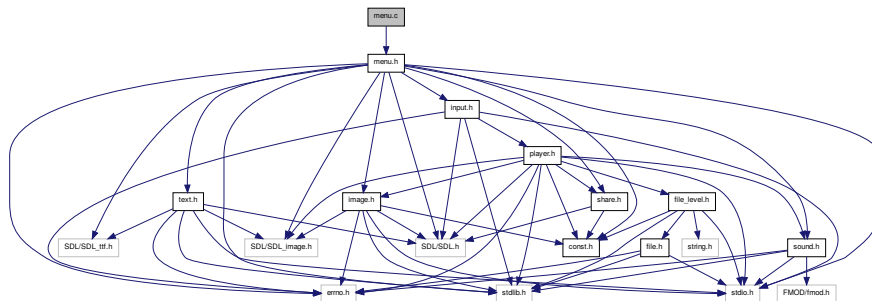 menu.c
menu.h
input.h
player.h
text.h
image.h
share.h
file_level.h
SDL/SDL_ttf.h
SDL/SDL_image.h
SDL/SDL.h
const.h
file.h
string.h
sound.h
errno.h
stdlib.h
stdio.h
FMOD/fmod.h